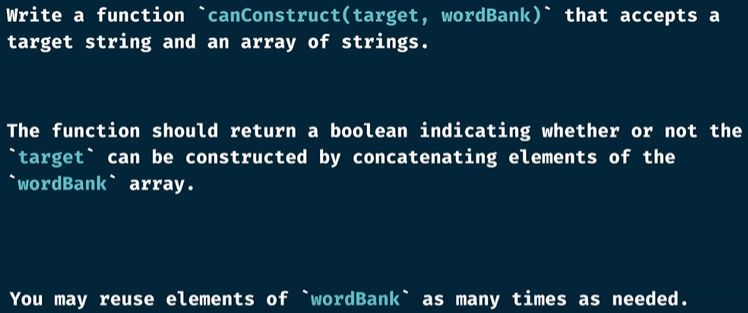 Write a function `canConstruct(target, wordBank)` that accepts a
target string and an array of strings.
The function should return a boolean indicating whether or not the
`target` can be constructed by concatenating elements of the
`wordBank` array.
You may reuse elements of `wordBank` as many times as needed.